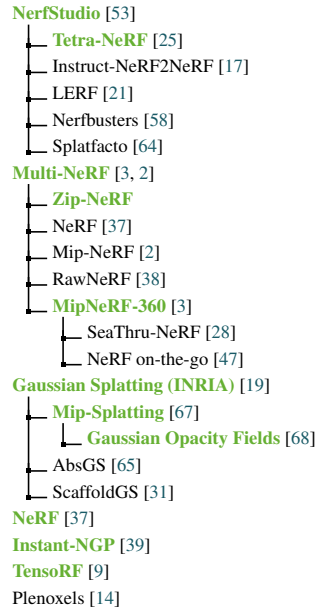 NerfStudio [53]
Tetra-NeRF [25]
Instruct-NeRF2NeRF [17]
LERF [21]
Nerfbusters [58]
Splatfacto [64]
Multi-NeRF [3, 2]
Zip-NeRF
NeRF [37]
Mip-NeRF [2]
RawNeRF [38]
MipNeRF-360 [3]
SeaThru-NeRF [28]
NeRF on-the-go [47]
Gaussian Splatting (INRIA) [19]
Mip-Splatting [67]
Gaussian Opacity Fields [68]
AbsGS [65]
ScaffoldGS [31]
NeRF [37]
Instant-NGP [39]
TensoRF [9]
Plenoxels [14]